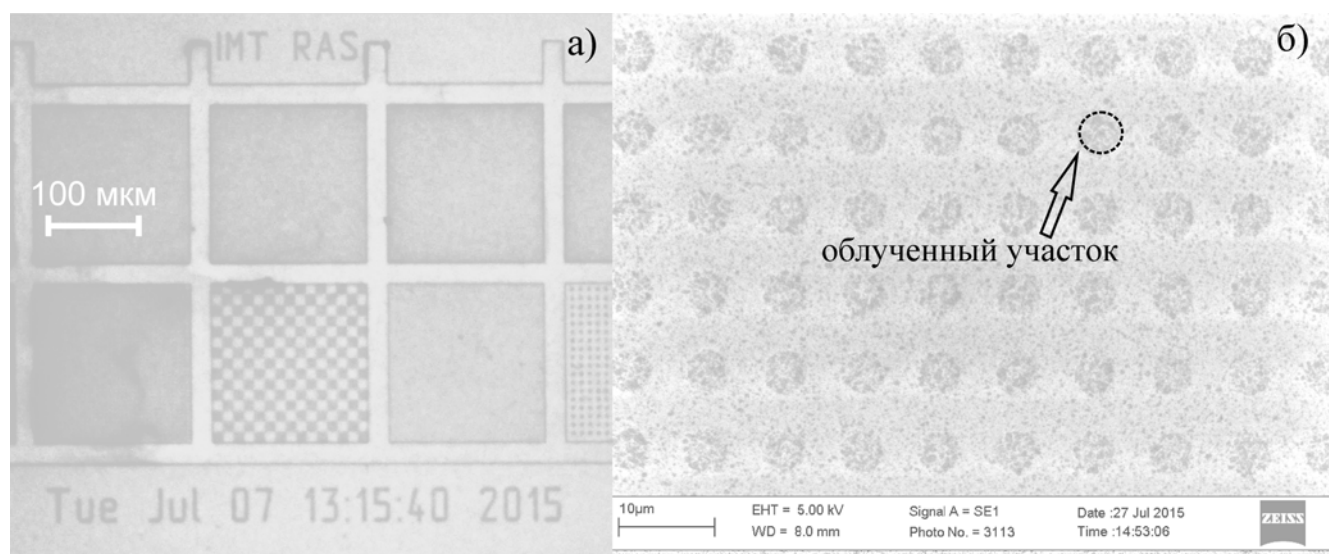 а)
IMT RAS
100 мкм
Tue Jul 07 13:15:40 2015
б)
облученный участок
10µm
EHT = 5.00 kV
Signal A = SE1
Date :27 Jul 2015
WD = 8.0 mm
Photo No. = 3113
Time :14:53:06
ZEISS